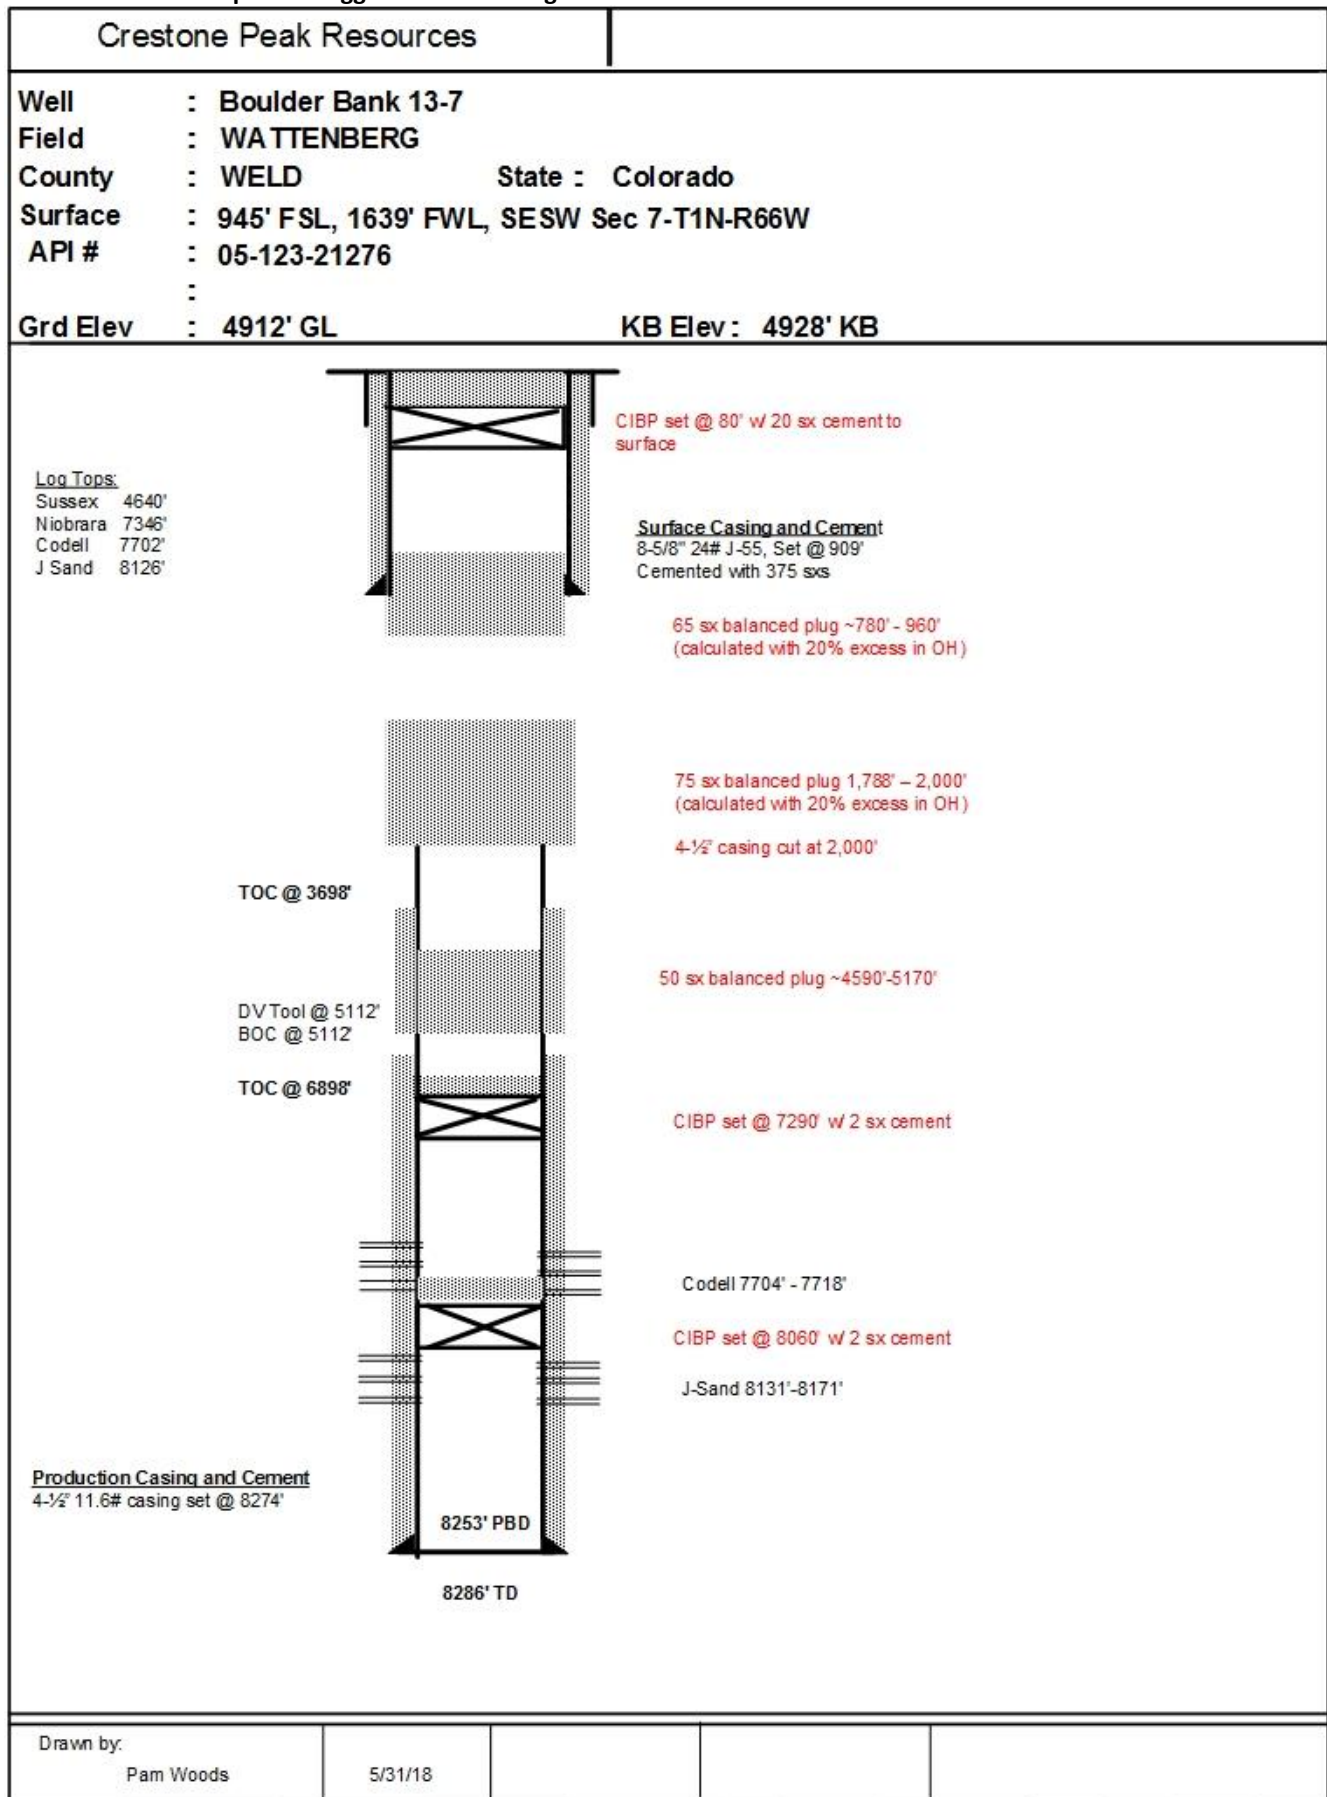 Crestone Peak Resources
Well : Boulder Bank 13-7
Field : WATTENBERG
County : WELD State : Colorado
Surface : 945' FSL, 1639' FWL, SESW Sec 7-T1N-R66W
API # : 05-123-21276
:
Grd Elev : 4912' GL KB Elev : 4928' KB
CIBP set @ 80' w/ 20 sx cement to
surface
Log Tops:
Sussex 4640'
Niobrara 7346'
Codell 7702'
J Sand 8126'
Surface Casing and Cement
8-5/8" 24# J-55, Set @ 909'
Cemented with 375 sxs
65 sx balanced plug ~780' - 960'
(calculated with 20% excess in OH)
75 sx balanced plug 1,788' – 2,000'
(calculated with 20% excess in OH)
4-½" casing cut at 2,000'
TOC @ 3698'
50 sx balanced plug ~4590'-5170'
DV Tool @ 5112'
BOC @ 5112'
TOC @ 6898'
CIBP set @ 7290' w/ 2 sx cement
Codell 7704' - 7718'
CIBP set @ 8060' w/ 2 sx cement
J-Sand 8131'-8171'
Production Casing and Cement
4-½" 11.6# casing set @ 8274'
8253' PBD
8286' TD
Drawn by:
Pam Woods 5/31/18